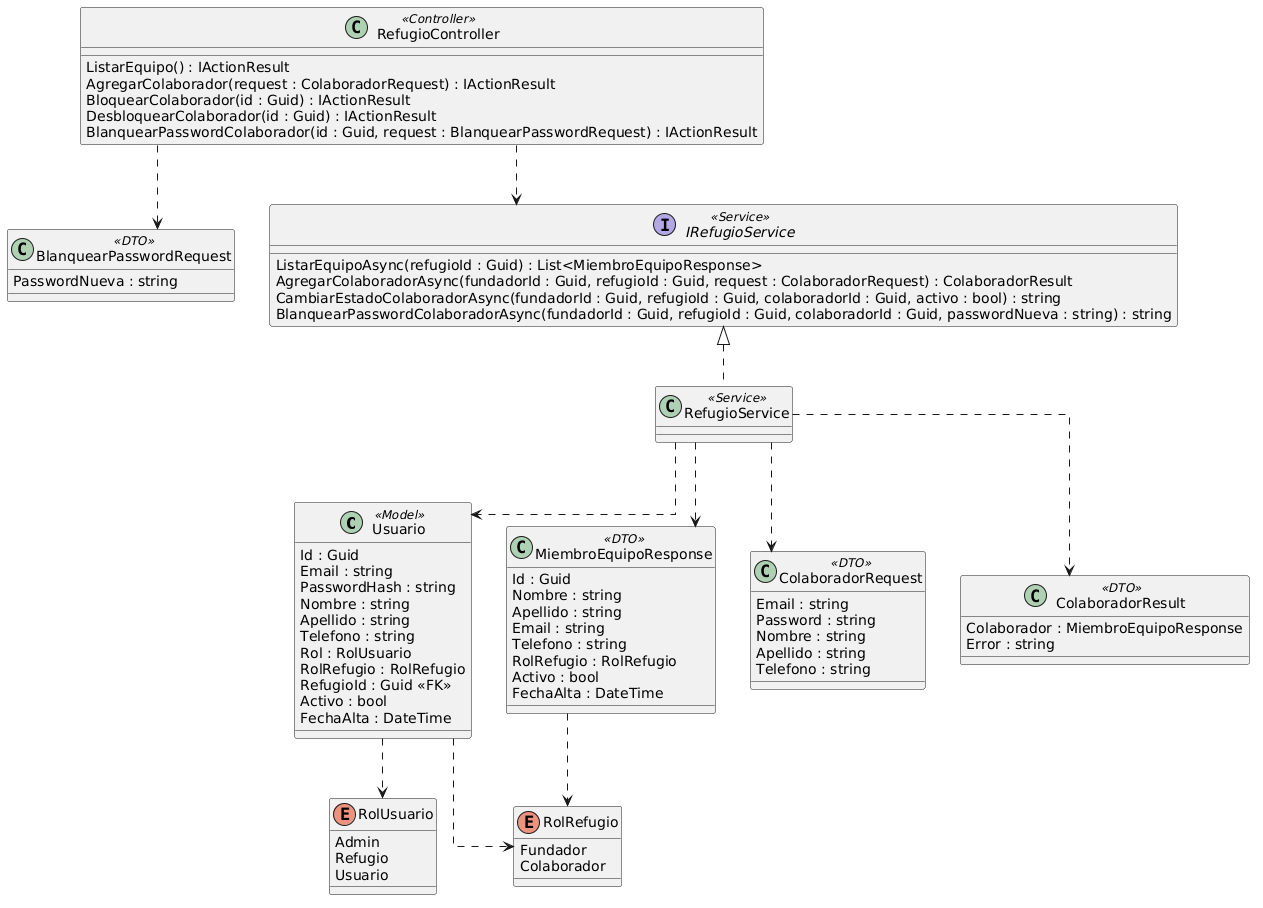 «Controller»
C RefugioController
ListarEquipo() : IActionResult
AgregarColaborador(request : ColaboradorRequest) : IActionResult
BloquearColaborador(id : Guid) : IActionResult
DesbloquearColaborador(id : Guid) : IActionResult
BlanquearPasswordColaborador(id : Guid, request : BlanquearPasswordRequest) : IActionResult
«DTO»
C BlanquearPasswordRequest
PasswordNueva : string
«Service»
I IRefugioService
ListarEquipoAsync(refugioId : Guid) : List<MiembroEquipoResponse>
AgregarColaboradorAsync(fundadorId : Guid, refugioId : Guid, request : ColaboradorRequest) : ColaboradorResult
CambiarEstadoColaboradorAsync(fundadorId : Guid, refugioId : Guid, colaboradorId : Guid, activo : bool) : string
BlanquearPasswordColaboradorAsync(fundadorId : Guid, refugioId : Guid, colaboradorId : Guid, passwordNueva : string) : string
«Service»
C RefugioService
«Model»
C Usuario
Id : Guid
Email : string
PasswordHash : string
Nombre : string
Apellido : string
Telefono : string
Rol : RolUsuario
RolRefugio : RolRefugio
RefugioId : Guid «FK»
Activo : bool
FechaAlta : DateTime
«DTO»
C MiembroEquipoResponse
Id : Guid
Nombre : string
Apellido : string
Email : string
Telefono : string
RolRefugio : RolRefugio
Activo : bool
FechaAlta : DateTime
«DTO»
C ColaboradorRequest
Email : string
Password : string
Nombre : string
Apellido : string
Telefono : string
«DTO»
C ColaboradorResult
Colaborador : MiembroEquipoResponse
Error : string
E RolUsuario
Admin
Refugio
Usuario
E RolRefugio
Fundador
Colaborador